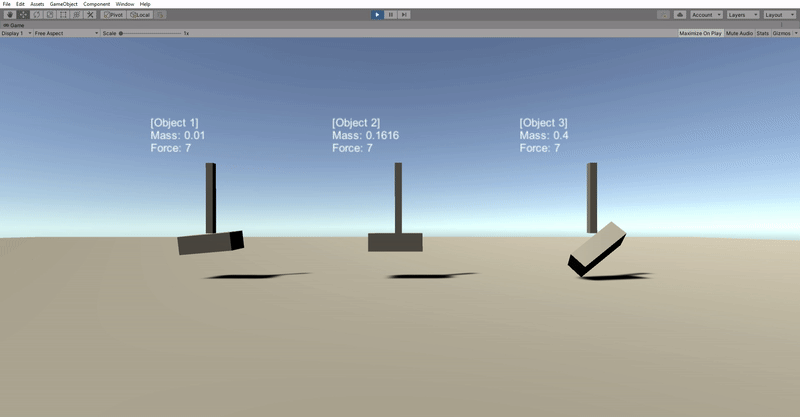 File Edit Assets GameObject Component Window Help
Pivot Local Account Layers Layout
Game
Display 1 Free Aspect Scale 1x Maximize On Play Mute Audio Stats Gizmos
[Object 1]
Mass: 0.01
Force: 7
[Object 2]
Mass: 0.1616
Force: 7
[Object 3]
Mass: 0.4
Force: 7